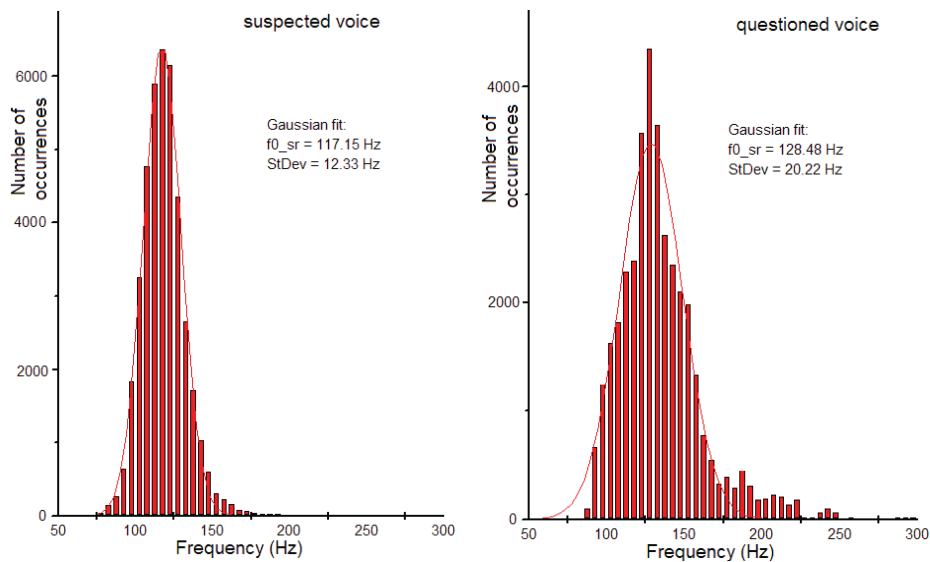 suspected voice
Number of
occurrences
6000
4000
2000
0
Gaussian fit:
f0_sr = 117.15 Hz
StDev = 12.33 Hz
50 100 150 200 250 300
Frequency (Hz)
questioned voice
Number of
occurrences
4000
2000
0
Gaussian fit:
f0_sr = 128.48 Hz
StDev = 20.22 Hz
50 100 150 200 250 300
Frequency (Hz)